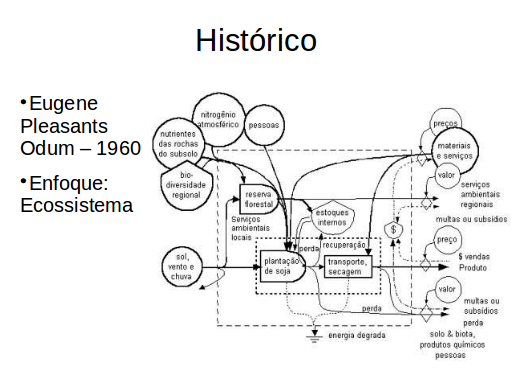 Histórico
•Eugene
Pleasants
Odum – 1960
•Enfoque:
Ecossistema
nitrogênio
atmosférico
pessoas
nutrientes
das rochas
do subsolo
bio-
diversidade
regional
reserva
florestal
Serviços
ambientais
locais
estoques
internos
sol,
vento e
chuva
plantação
de soja
perda
recuperação
transporte,
secagem
perda
energia degrada
preços
materiais
e serviços
valor
serviços
ambientais
regionais
multas ou subsídios
$
preço
$ vendas
Produto
valor
multas ou
subsídios
perda
solo & biota,
produtos químicos
pessoas